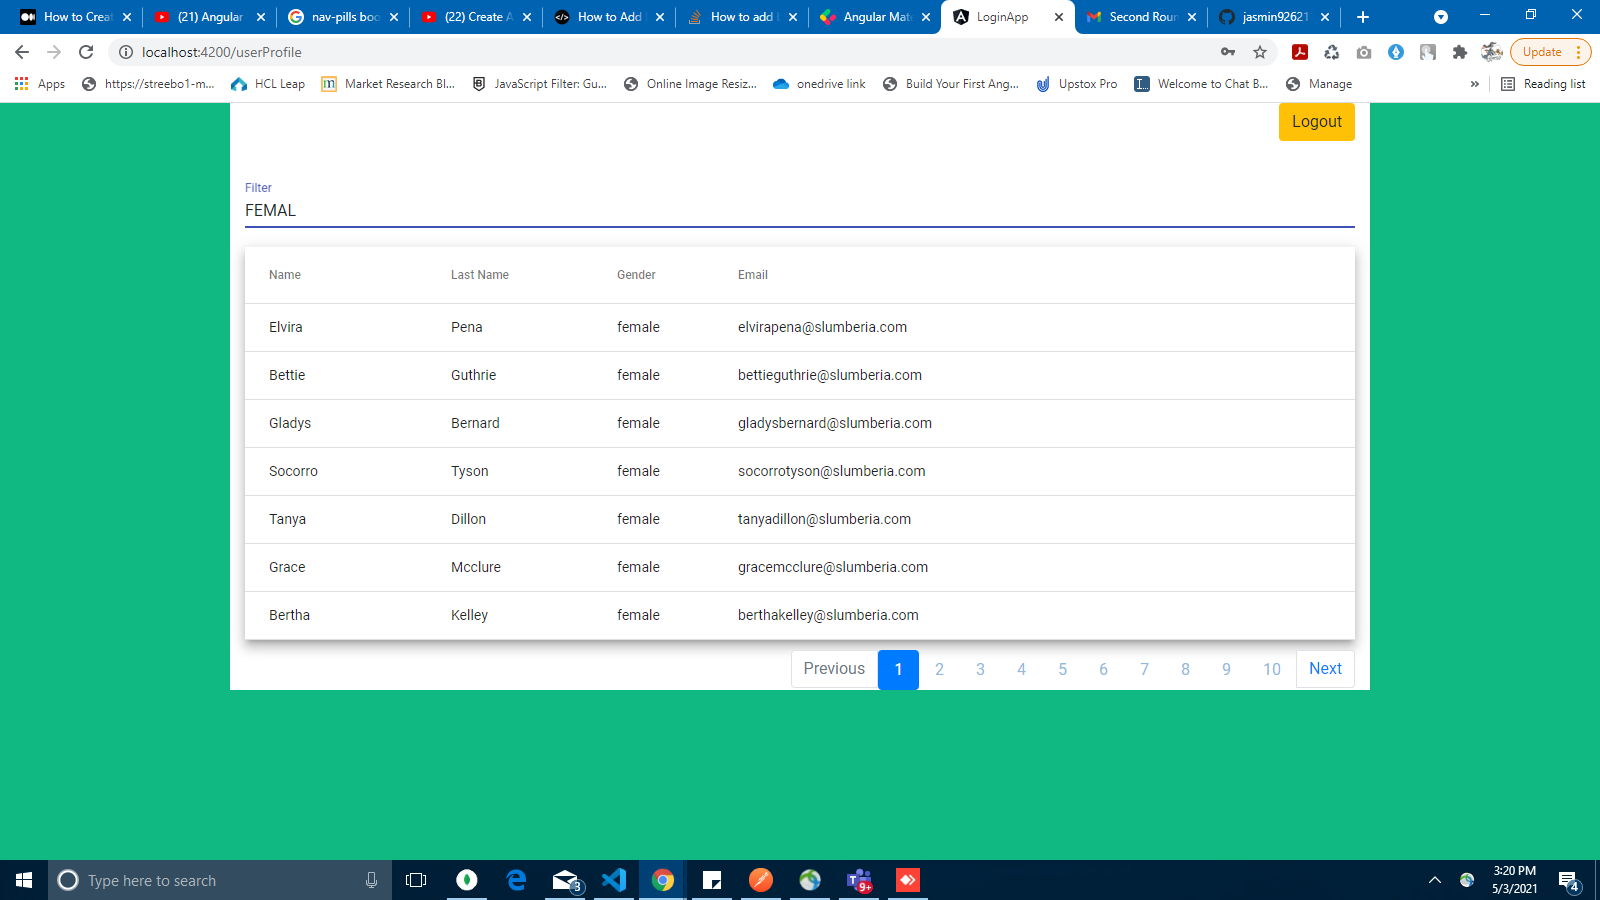 How to Creat (21) Angular nav-pills boo (22) Create A How to Add How to add Angular Mate LoginApp Second Roun jasmin92621
localhost:4200/userProfile Update
Apps https://streebo1-m... HCL Leap Market Research Bl... JavaScript Filter: Gu... Online Image Resiz... onedrive link Build Your First Ang... Upstox Pro Welcome to Chat B... Manage » Reading list
Logout
Filter
FEMAL
Name Last Name Gender Email
Elvira Pena female elvirapena@slumberia.com
Bettie Guthrie female bettieguthrie@slumberia.com
Gladys Bernard female gladysbernard@slumberia.com
Socorro Tyson female socorrotyson@slumberia.com
Tanya Dillon female tanyadillon@slumberia.com
Grace Mcclure female gracemcclure@slumberia.com
Bertha Kelley female berthakelley@slumberia.com
Previous 1 2 3 4 5 6 7 8 9 10 Next
Type here to search 3 9+ 3:20 PM
5/3/2021 4